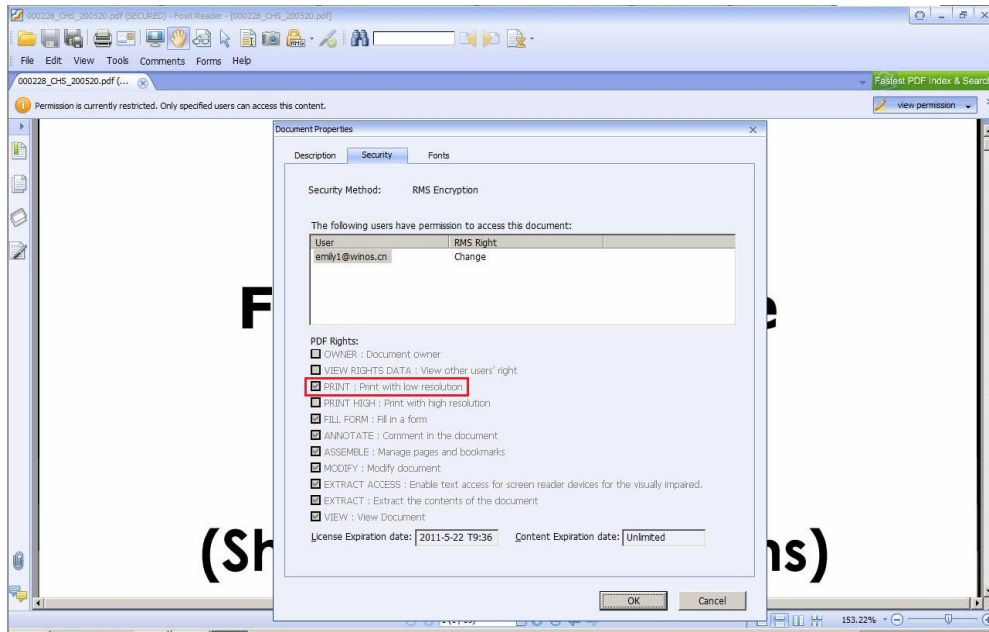 000228_CHS_200520.pdf (SECURED) - Foxit Reader - [000228_CHS_200520.pdf]
RMS
File Edit View Tools Comments Forms Help
000228_CHS_200520.pdf (...
Fastest PDF Index & Search
Permission is currently restricted. Only specified users can access this content.
view permission
Document Properties
Description Security Fonts
Security Method: RMS Encryption
The following users have permission to access this document:
User RMS Right
emily1@winos.cn Change
F
PDF Rights:
OWNER : Document owner
VIEW RIGHTS DATA : View other users' right
PRINT : Print with low resolution
PRINT HIGH : Print with high resolution
FILL FORM : Fill in a form
ANNOTATE : Comment in the document
ASSEMBLE : Manage pages and bookmarks
MODIFY : Modify document
EXTRACT ACCESS : Enable text access for screen reader devices for the visually impaired.
EXTRACT : Extract the contents of the document
VIEW : View Document
License Expiration date: 2011-5-22 T9:36 Content Expiration date: Unlimited
(Sh ns)
OK Cancel
153.22%